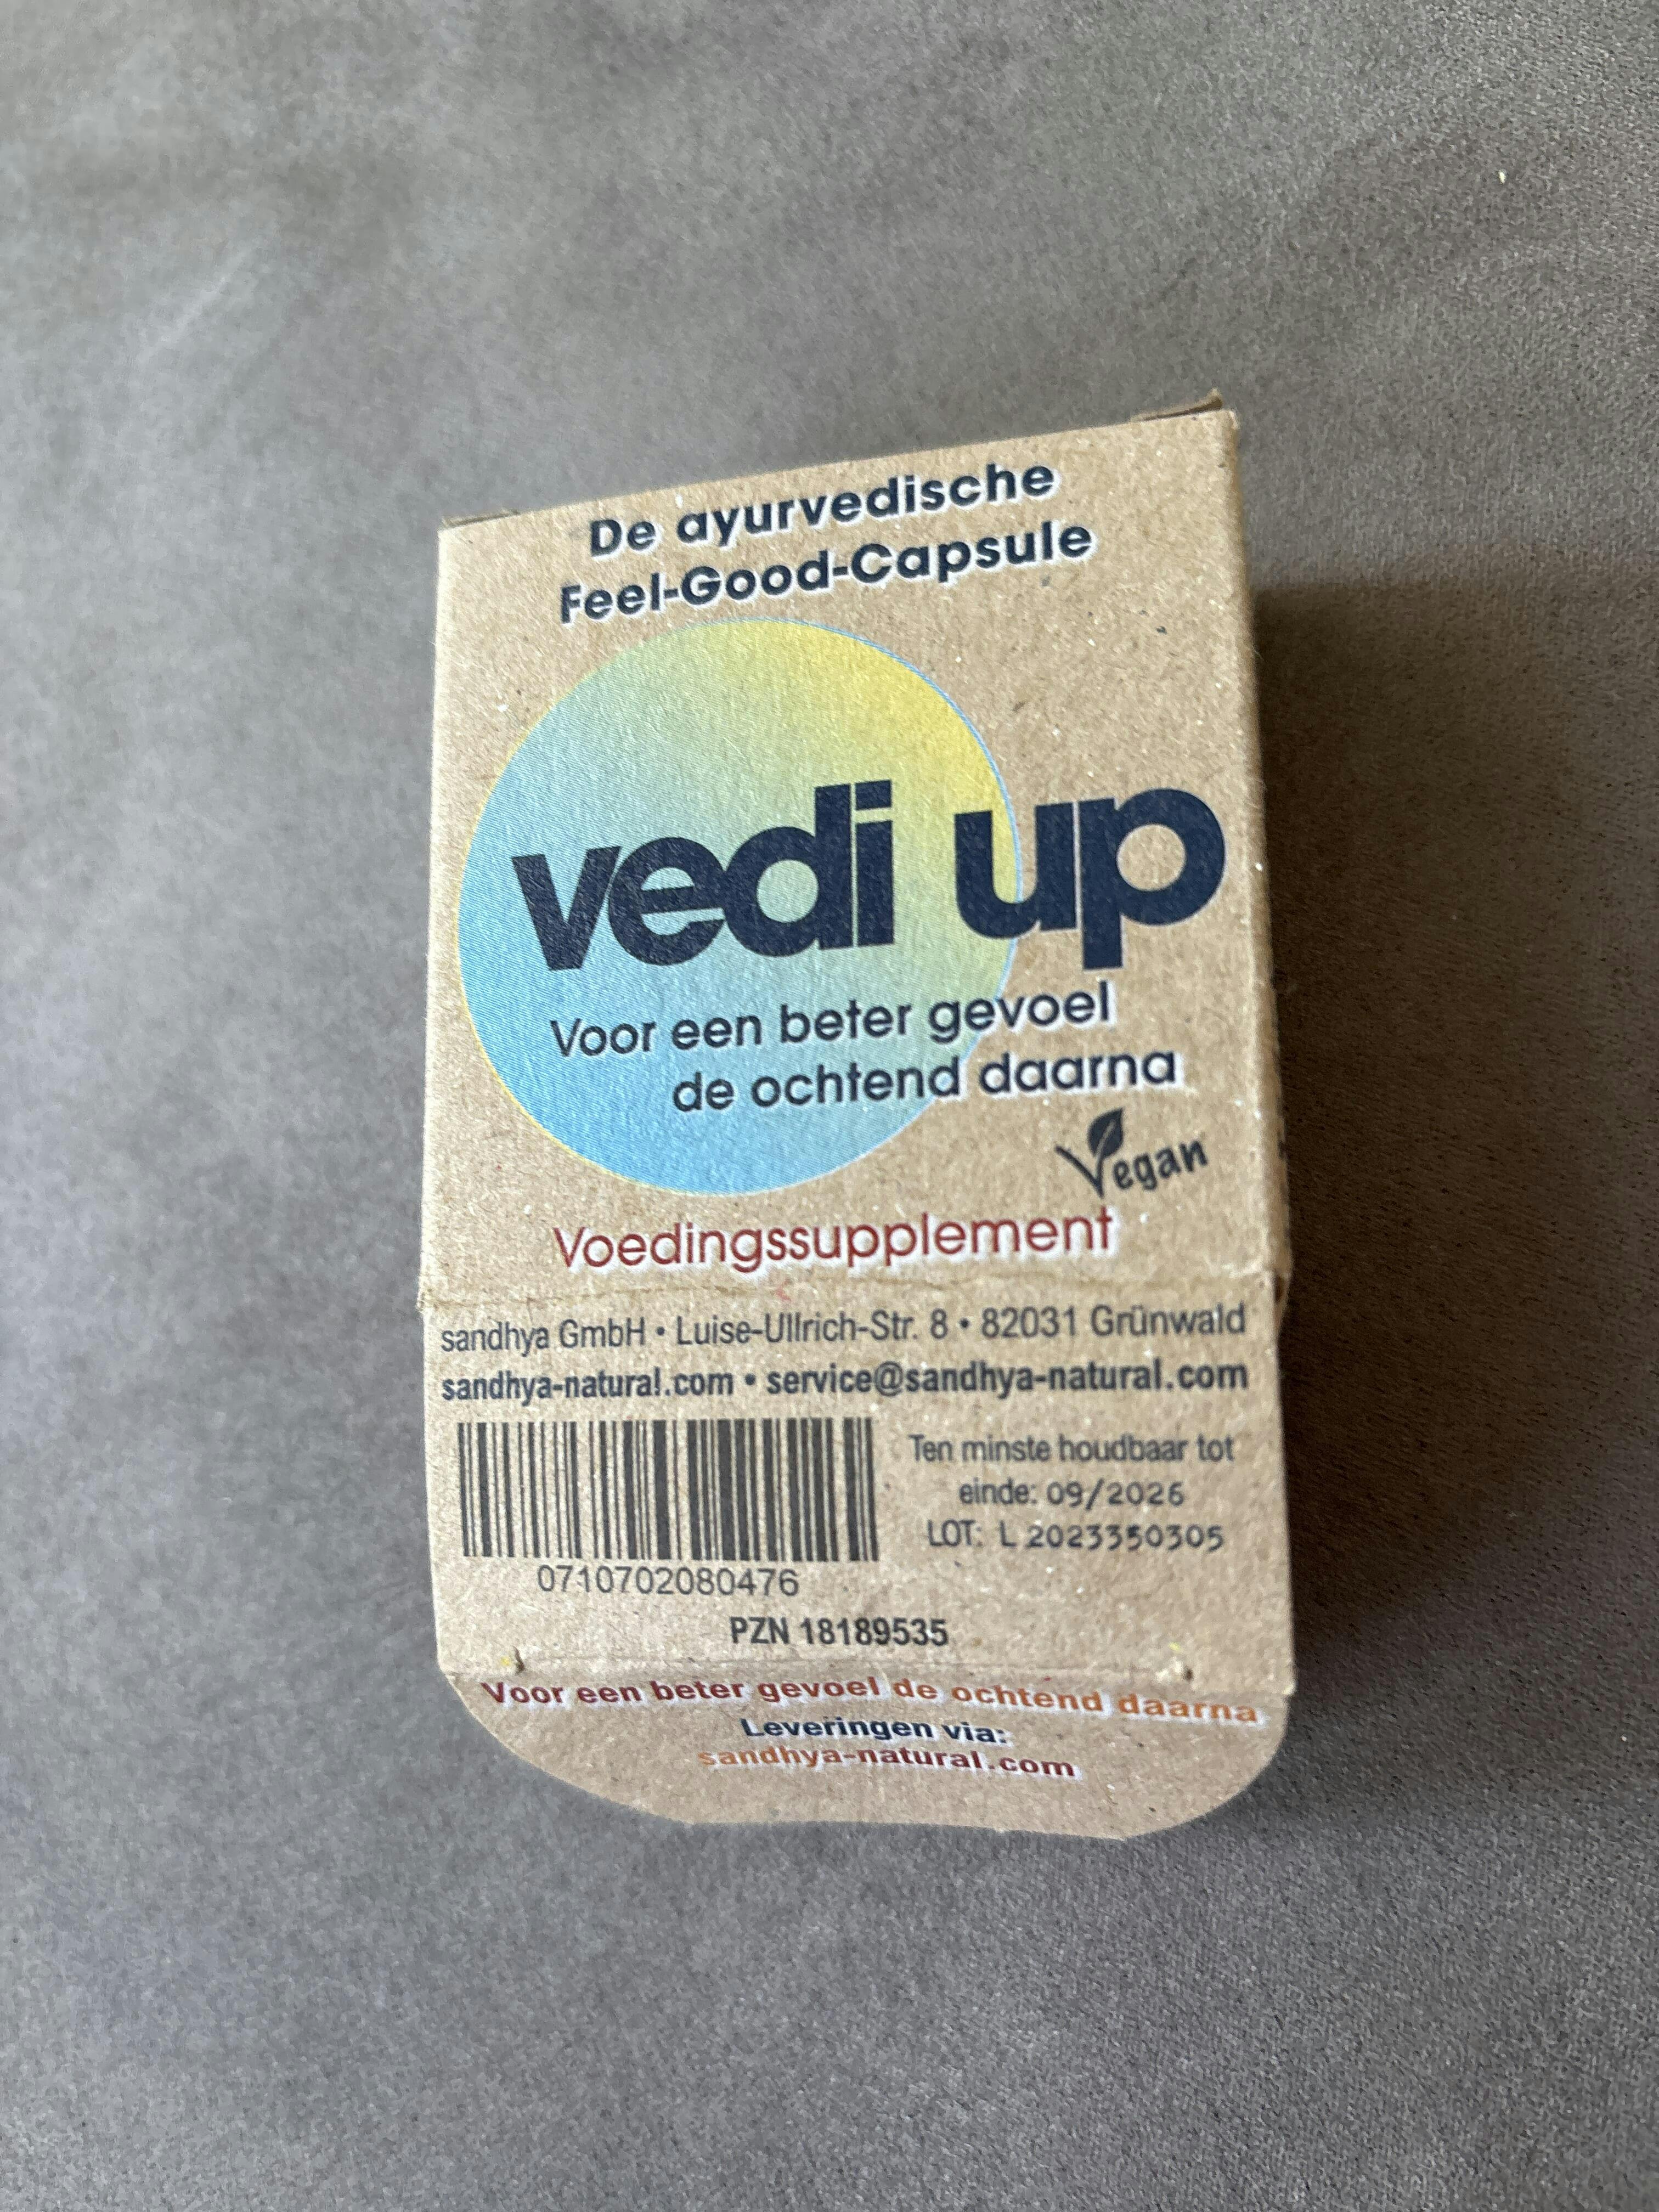 De ayurvedische
Feel-Good-Capsule
vedi up
Voor een beter gevoel
de ochtend daarna
Vegan
Voedingssupplement
sandhya GmbH • Luise-Ullrich-Str. 8 • 82031 Grünwald
sandhya-natural.com • service@sandhya-natural.com
Ten minste houdbaar tot
einde: 09/2026
LOT: L 2023350305
0710702080476
PZN 18189535
Voor een beter gevoel de ochtend daarna
Leveringen via:
sandhya-natural.com